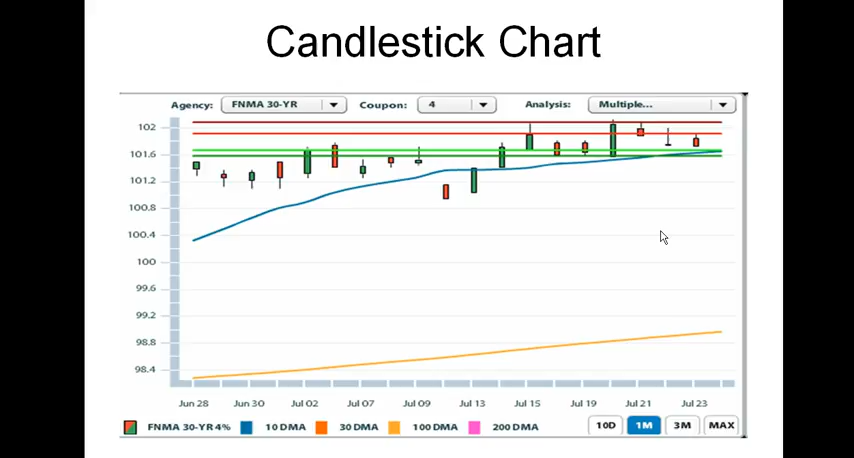 Candlestick Chart
Agency: FNMA 30-YR Coupon: 4 Analysis: Multiple...
102
101.6
101.2
100.8
100.4
100
99.6
99.2
98.8
98.4
Jun 28 Jun 30 Jul 02 Jul 07 Jul 09 Jul 13 Jul 15 Jul 19 Jul 21 Jul 23
FNMA 30-YR 4% 10 DMA 30 DMA 100 DMA 200 DMA 10D 1M 3M MAX